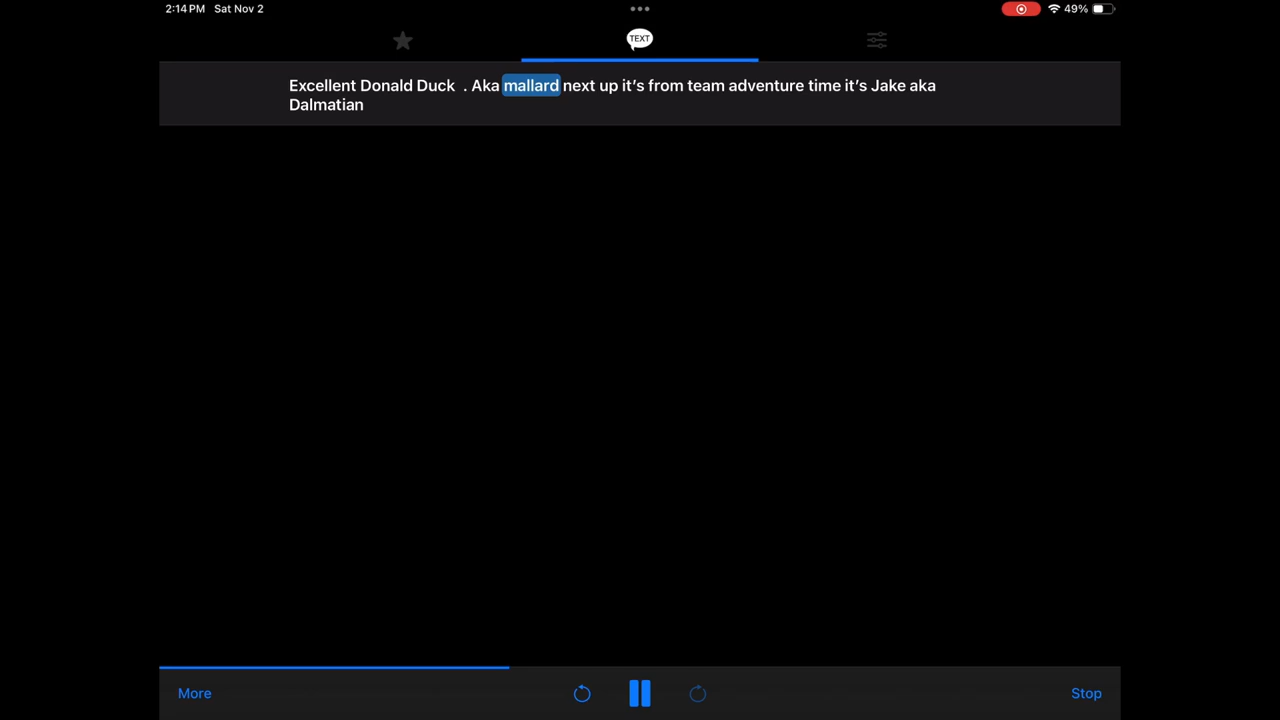 2:14 PM Sat Nov 2
49%
TEXT
Excellent Donald Duck . Aka mallard next up it’s from team adventure time it’s Jake aka
Dalmatian
More
Stop